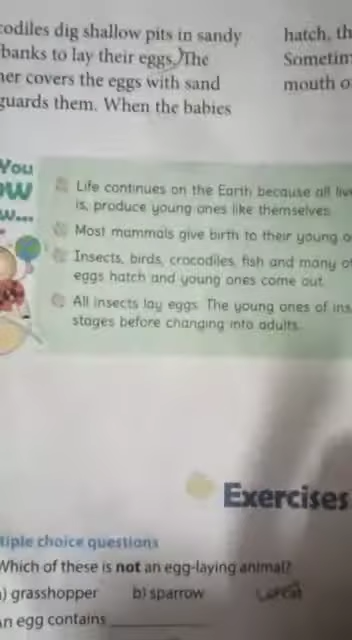 codiles dig shallow pits in sandy
banks to lay their eggs. The
her covers the eggs with sand
guards them. When the babies
hatch, th
Sometim
mouth o
You
ow
w...
Life continues on the Earth because all live
is, produce young ones like themselves.
Most mammals give birth to their young o
Insects, birds, crocodiles, fish and many ot
eggs hatch and young ones come out.
All insects lay eggs. The young ones of ins
stages before changing into adults.
Exercises
tiple choice questions
Which of these is not an egg-laying animal?
a) grasshopper b) sparrow
an egg contains